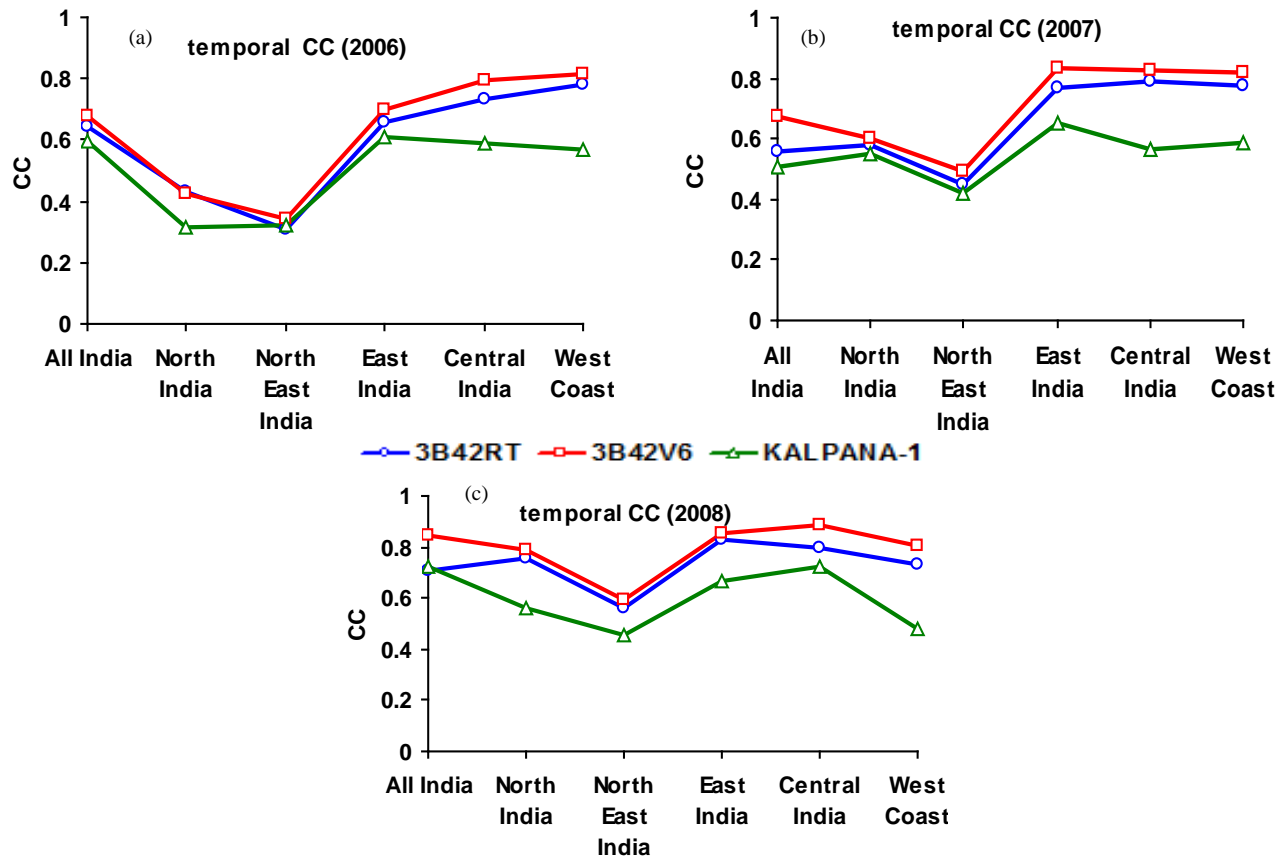 (a)
temporal CC (2006)
1
0.8
0.6
0.4
0.2
0
CC
All India
North
India
North
East
India
East
India
Central
India
West
Coast
(b)
temporal CC (2007)
1
0.8
0.6
0.4
0.2
0
CC
All
India
North
India
North
East
India
East
India
Central
India
West
Coast
3B42RT 3B42V6 KALPANA-1
(c)
temporal CC (2008)
1
0.8
0.6
0.4
0.2
0
CC
All India
North
India
North
East
India
East
India
Central
India
West
Coast